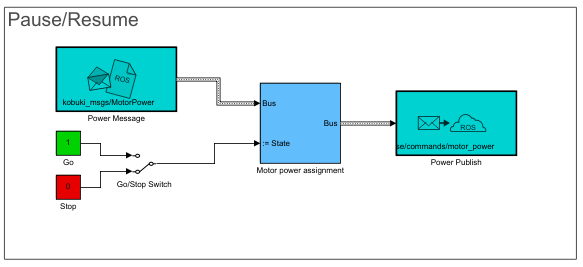 Pause/Resume
ROS
kobuki_msgs/MotorPower
Power Message
1
Go
0
Stop
Go/Stop Switch
Bus
:= State
Bus
Motor power assignment
ROS
se/commands/motor_power
Power Publish